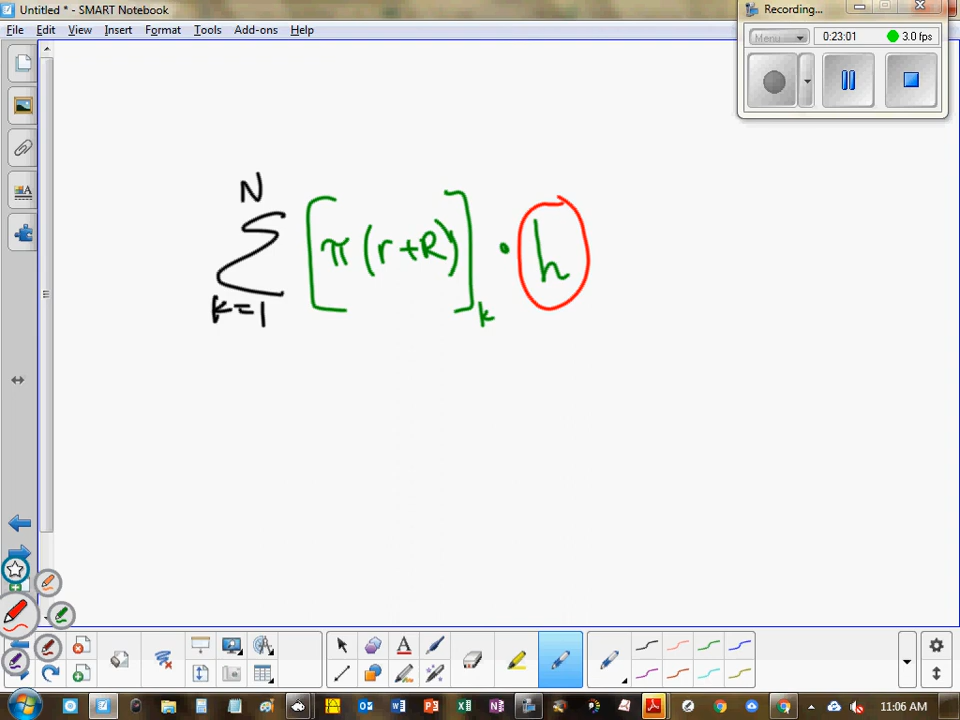 Untitled * - SMART Notebook
Recording...
File Edit View Insert Format Tools Add-ons Help
Menu 0:23:01 3.0 fps
N
Σ [π(r+R)]ₖ · h
k=1
11:06 AM